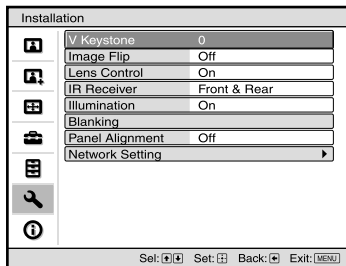 Installation
V Keystone 0
Image Flip Off
Lens Control On
IR Receiver Front & Rear
Illumination On
Blanking
Panel Alignment Off
Network Setting
Sel: Set: Back: Exit: MENU